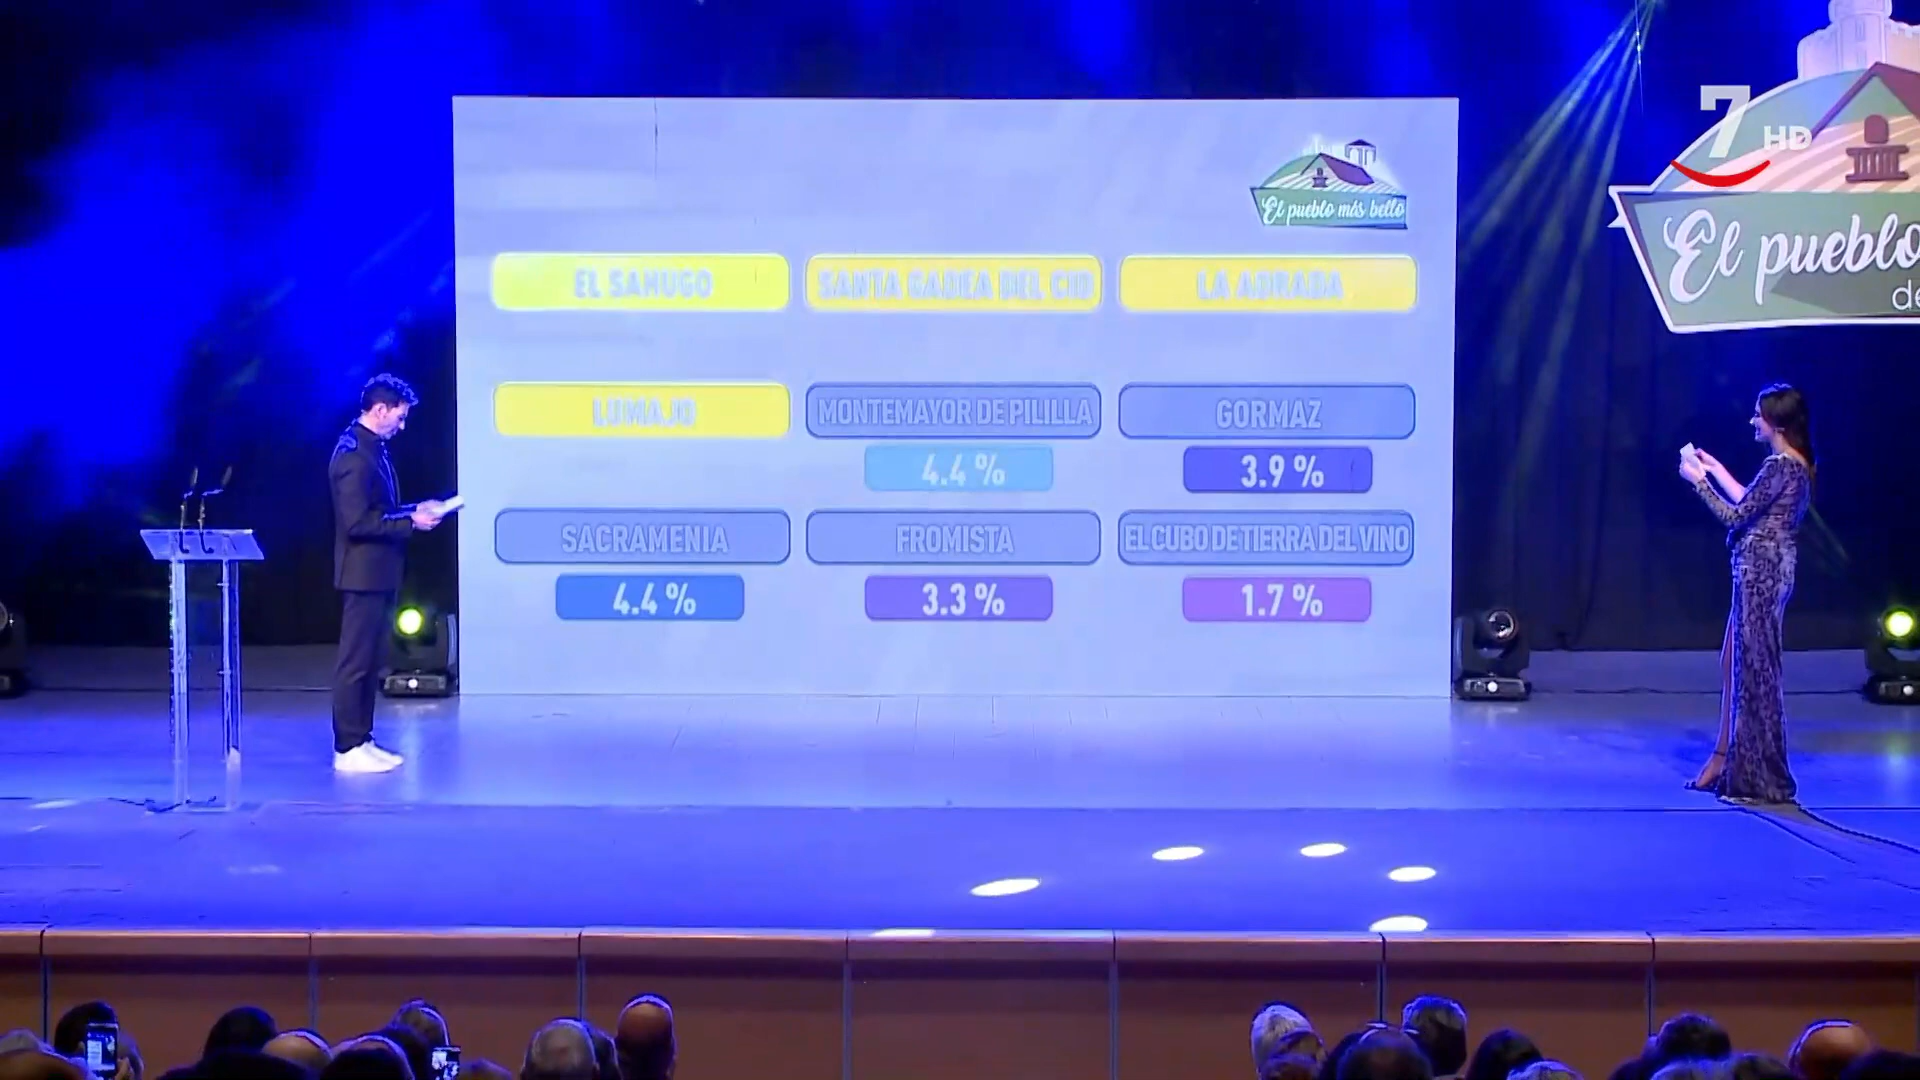 7 HD
El pueblo más bello
El pueblo
de
EL SAHUGO
SANTA GADEA DEL CID
LA ADRADA
LUMAJO
MONTEMAYOR DE PILILLA
GORMAZ
4.4 %
3.9 %
SACRAMENIA
FROMISTA
EL CUBO DE TIERRA DEL VINO
4.4 %
3.3 %
1.7 %